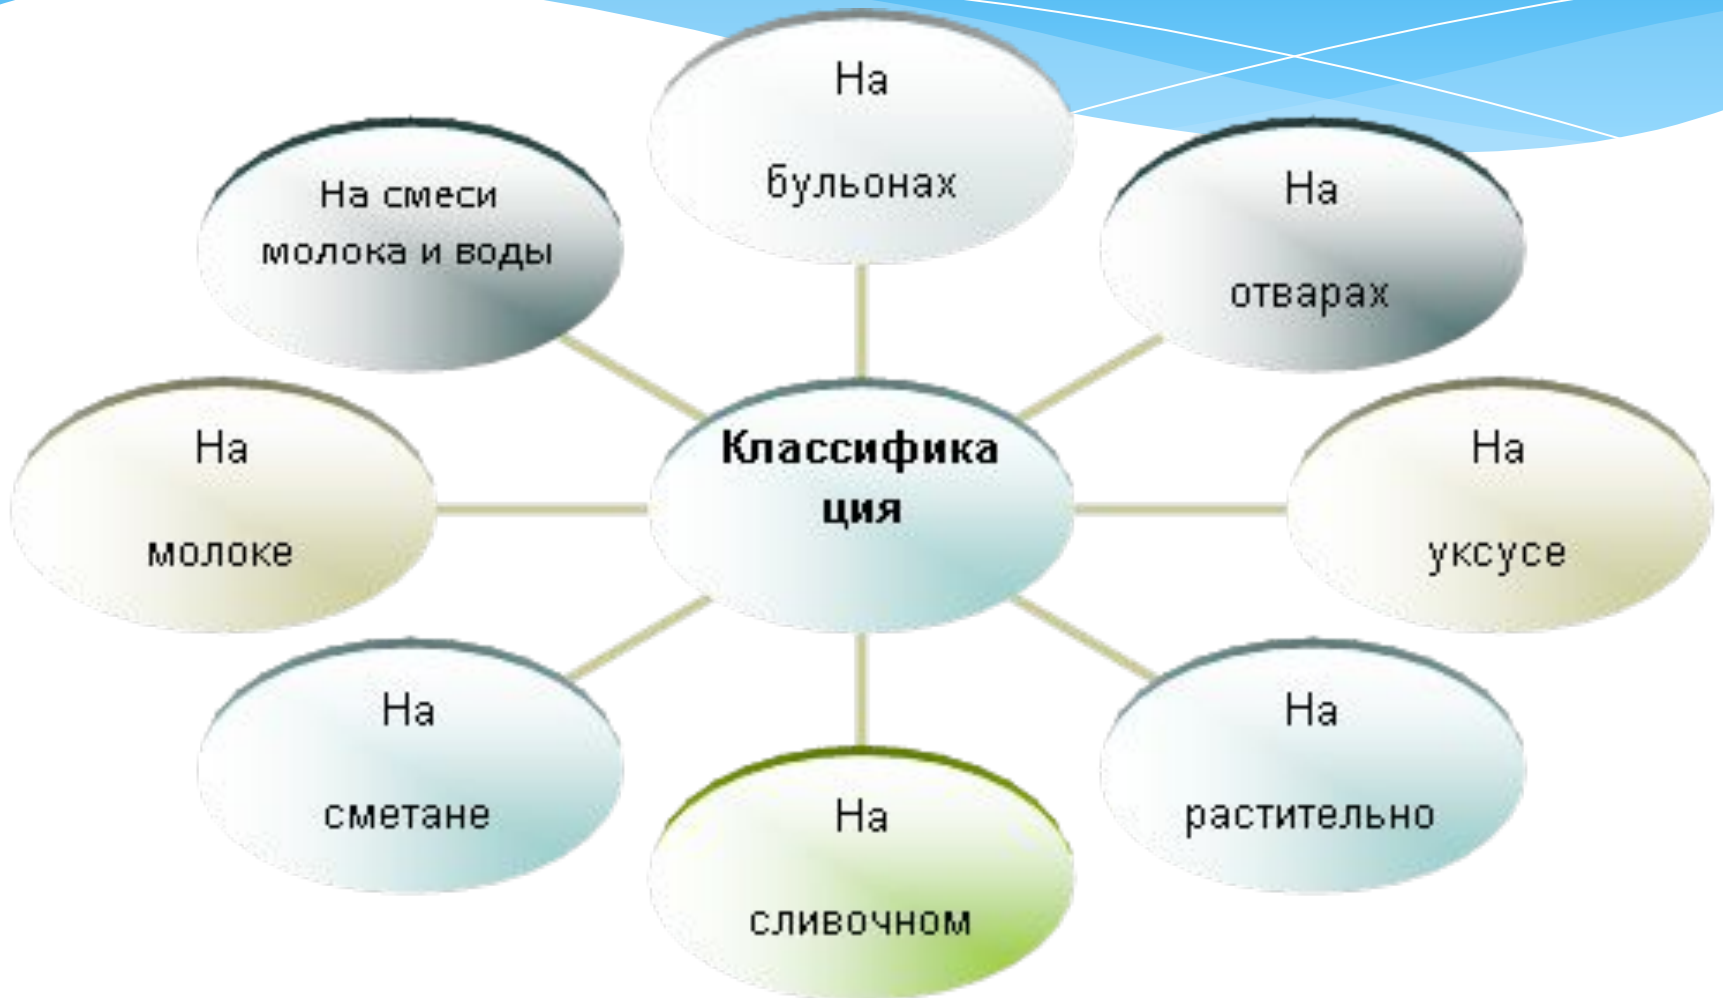 На
бульонах
На
отварах
На
уксусе
На
растительно
На
сливочном
На
сметане
На
молоке
На смеси
молока и воды
Классифика
ция